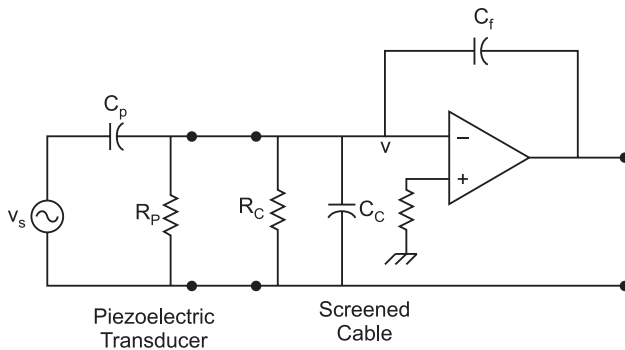 C_f
C_p
v
−
+
v_s
R_P
R_C
C_C
Piezoelectric
Transducer
Screened
Cable